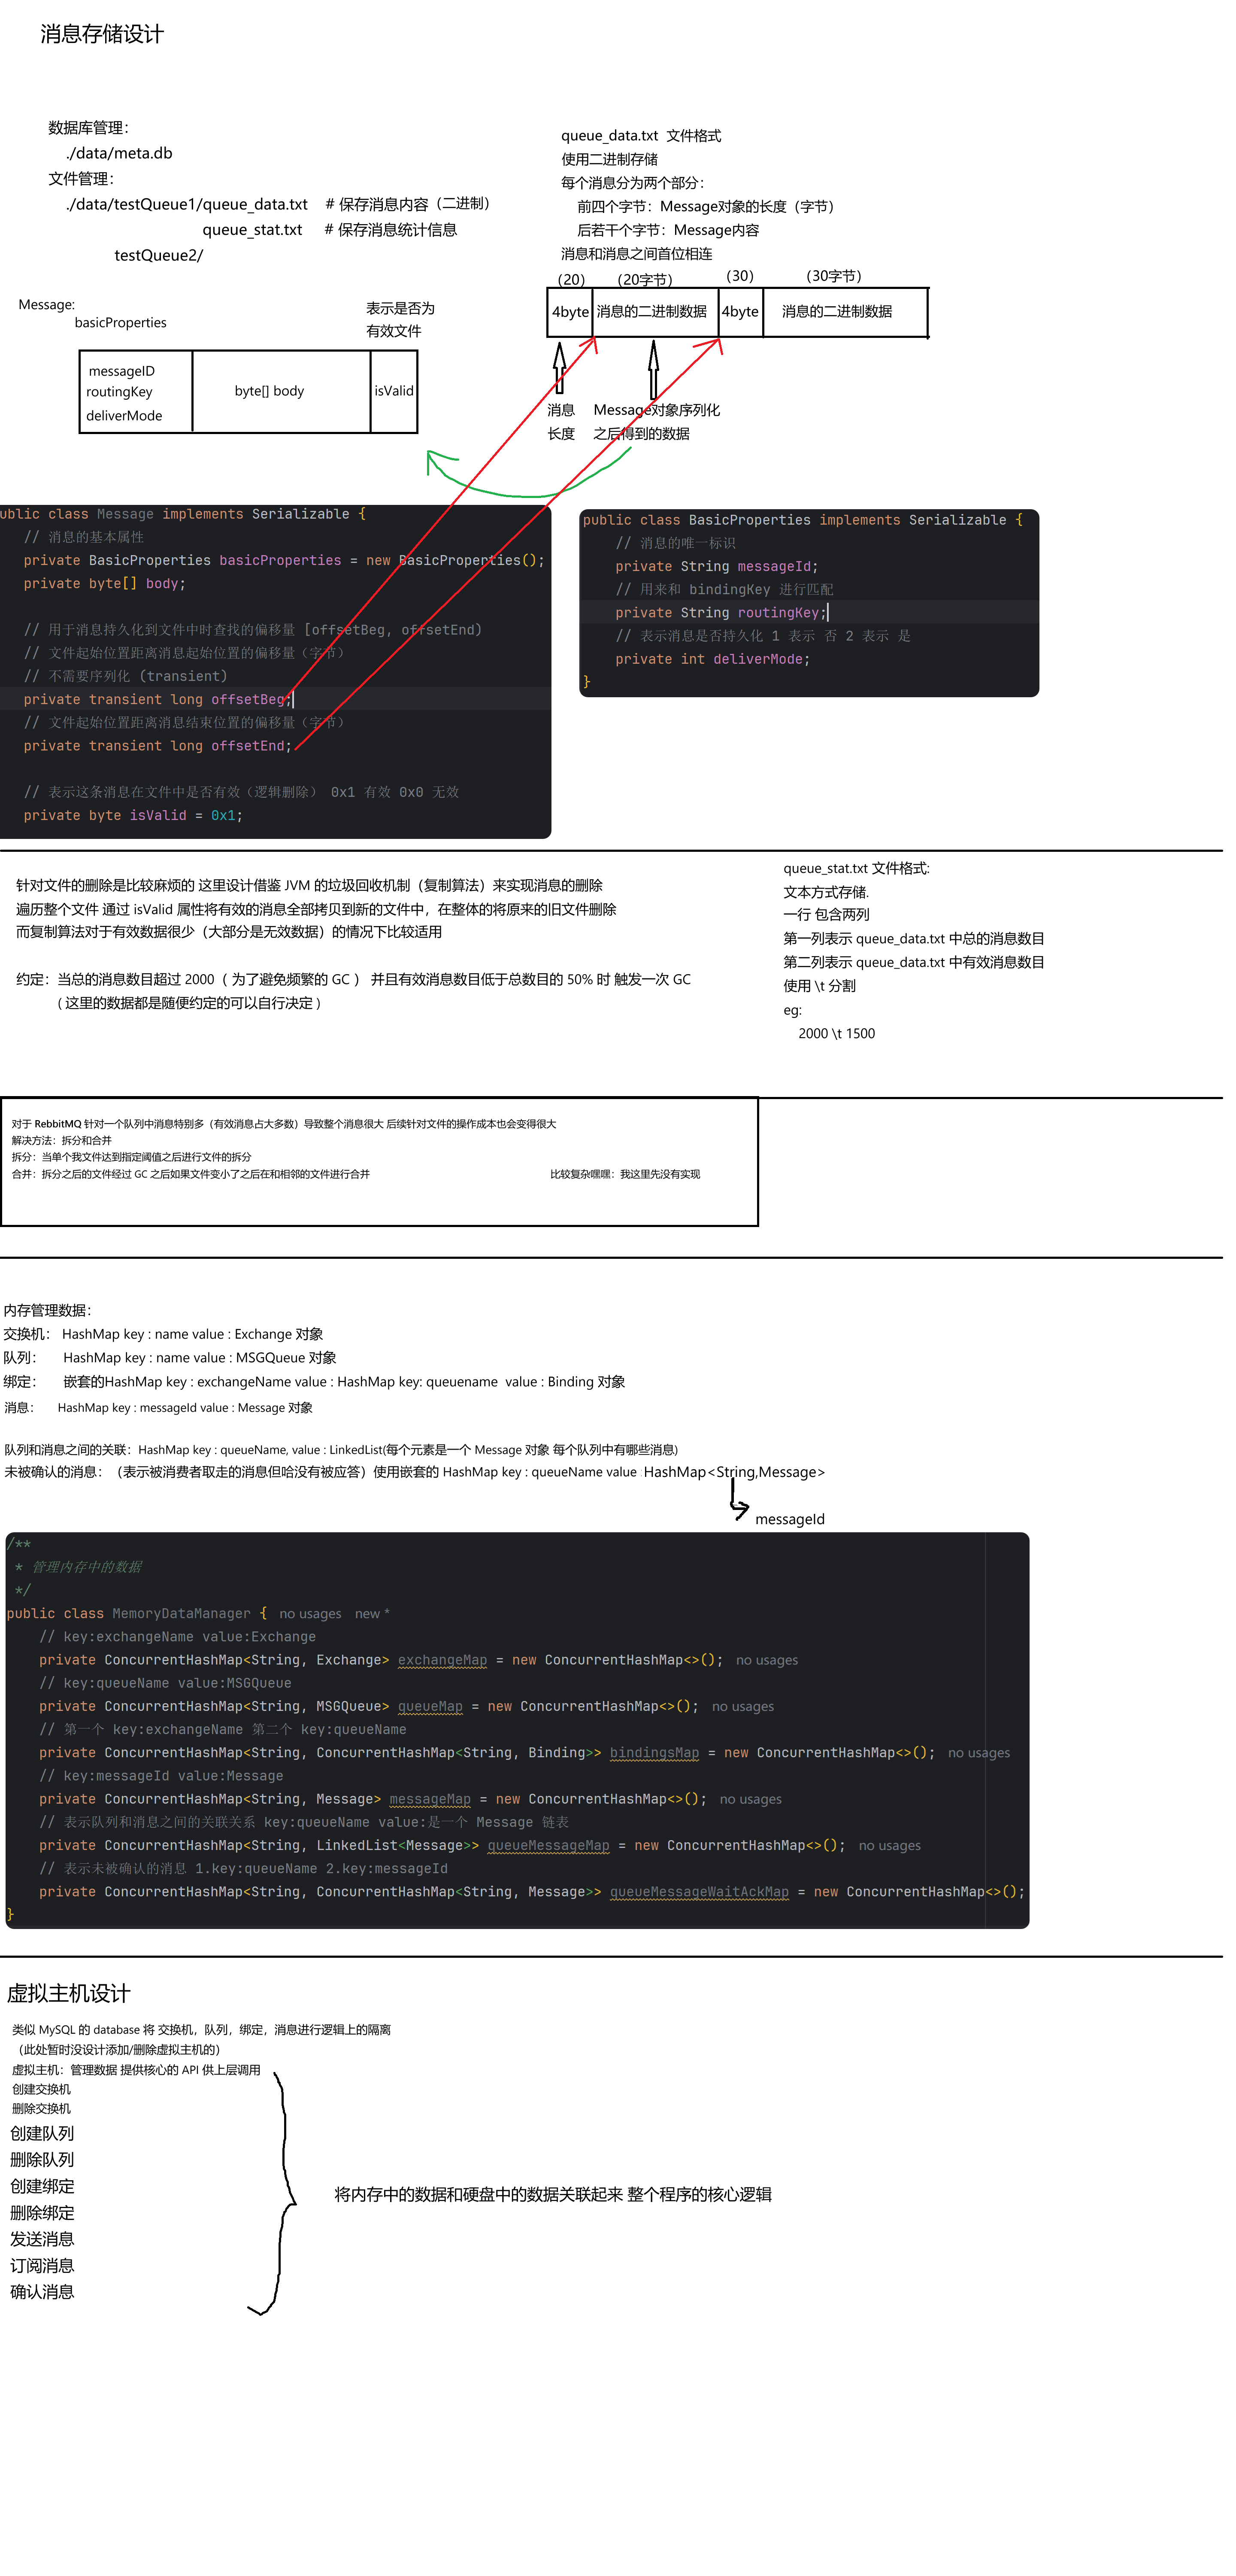 消息存储设计
数据库管理：
./data/meta.db
文件管理：
./data/testQueue1/queue_data.txt # 保存消息内容（二进制）
queue_stat.txt # 保存消息统计信息
testQueue2/
queue_data.txt 文件格式
使用二进制存储
每个消息分为两个部分：
前四个字节：Message对象的长度（字节）
后若干个字节：Message内容
消息和消息之间首位相连
（20） （20字节） （30） （30字节）
4byte 消息的二进制数据 4byte 消息的二进制数据
消息 Message对象序列化
长度 之后得到的数据
Message:
basicProperties
表示是否为
有效文件
messageID
routingKey
deliverMode
byte[] body
isValid
ublic class Message implements Serializable {
// 消息的基本属性
private BasicProperties basicProperties = new BasicProperties();
private byte[] body;
// 用于消息持久化到文件中时查找的偏移量 [offsetBeg, offsetEnd)
// 文件起始位置距离消息起始位置的偏移量（字节）
// 不需要序列化 (transient)
private transient long offsetBeg;
// 文件起始位置距离消息结束位置的偏移量（字节）
private transient long offsetEnd;
// 表示这条消息在文件中是否有效（逻辑删除） 0x1 有效 0x0 无效
private byte isValid = 0x1;
public class BasicProperties implements Serializable {
// 消息的唯一标识
private String messageId;
// 用来和 bindingKey 进行匹配
private String routingKey;
// 表示消息是否持久化 1 表示 否 2 表示 是
private int deliverMode;
}
针对文件的删除是比较麻烦的 这里设计借鉴 JVM 的垃圾回收机制（复制算法）来实现消息的删除
遍历整个文件 通过 isValid 属性将有效的消息全部拷贝到新的文件中，在整体的将原来的旧文件删除
而复制算法对于有效数据很少（大部分是无效数据）的情况下比较适用
约定：当总的消息数目超过 2000（ 为了避免频繁的 GC ） 并且有效消息数目低于总数目的 50% 时 触发一次 GC
( 这里的数据都是随便约定的可以自行决定 )
queue_stat.txt 文件格式:
文本方式存储.
一行 包含两列
第一列表示 queue_data.txt 中总的消息数目
第二列表示 queue_data.txt 中有效消息数目
使用 \t 分割
eg:
2000 \t 1500
对于 RebbitMQ 针对一个队列中消息特别多（有效消息占大多数）导致整个消息很大 后续针对文件的操作成本也会变得很大
解决方法：拆分和合并
拆分：当单个我文件达到指定阈值之后进行文件的拆分
合并：拆分之后的文件经过 GC 之后如果文件变小了之后在和相邻的文件进行合并 比较复杂嘿嘿：我这里先没有实现
内存管理数据：
交换机： HashMap key : name value : Exchange 对象
队列： HashMap key : name value : MSGQueue 对象
绑定： 嵌套的HashMap key : exchangeName value : HashMap key: queuename value : Binding 对象
消息： HashMap key : messageId value : Message 对象
队列和消息之间的关联：HashMap key : queueName, value : LinkedList(每个元素是一个 Message 对象 每个队列中有哪些消息)
未被确认的消息：（表示被消费者取走的消息但哈没有被应答）使用嵌套的 HashMap key : queueName value : HashMap<String,Message>
messageId
/**
* 管理内存中的数据
*/
public class MemoryDataManager { no usages new *
// key:exchangeName value:Exchange
private ConcurrentHashMap<String, Exchange> exchangeMap = new ConcurrentHashMap<>(); no usages
// key:queueName value:MSGQueue
private ConcurrentHashMap<String, MSGQueue> queueMap = new ConcurrentHashMap<>(); no usages
// 第一个 key:exchangeName 第二个 key:queueName
private ConcurrentHashMap<String, ConcurrentHashMap<String, Binding>> bindingsMap = new ConcurrentHashMap<>(); no usages
// key:messageId value:Message
private ConcurrentHashMap<String, Message> messageMap = new ConcurrentHashMap<>(); no usages
// 表示队列和消息之间的关联关系 key:queueName value:是一个 Message 链表
private ConcurrentHashMap<String, LinkedList<Message>> queueMessageMap = new ConcurrentHashMap<>(); no usages
// 表示未被确认的消息 1.key:queueName 2.key:messageId
private ConcurrentHashMap<String, ConcurrentHashMap<String, Message>> queueMessageWaitAckMap = new ConcurrentHashMap<>();
}
虚拟主机设计
类似 MySQL 的 database 将 交换机，队列，绑定，消息进行逻辑上的隔离
（此处暂时没设计添加/删除虚拟主机的）
虚拟主机：管理数据 提供核心的 API 供上层调用
创建交换机
删除交换机
创建队列
删除队列
创建绑定
删除绑定
发送消息
订阅消息
确认消息
将内存中的数据和硬盘中的数据关联起来 整个程序的核心逻辑